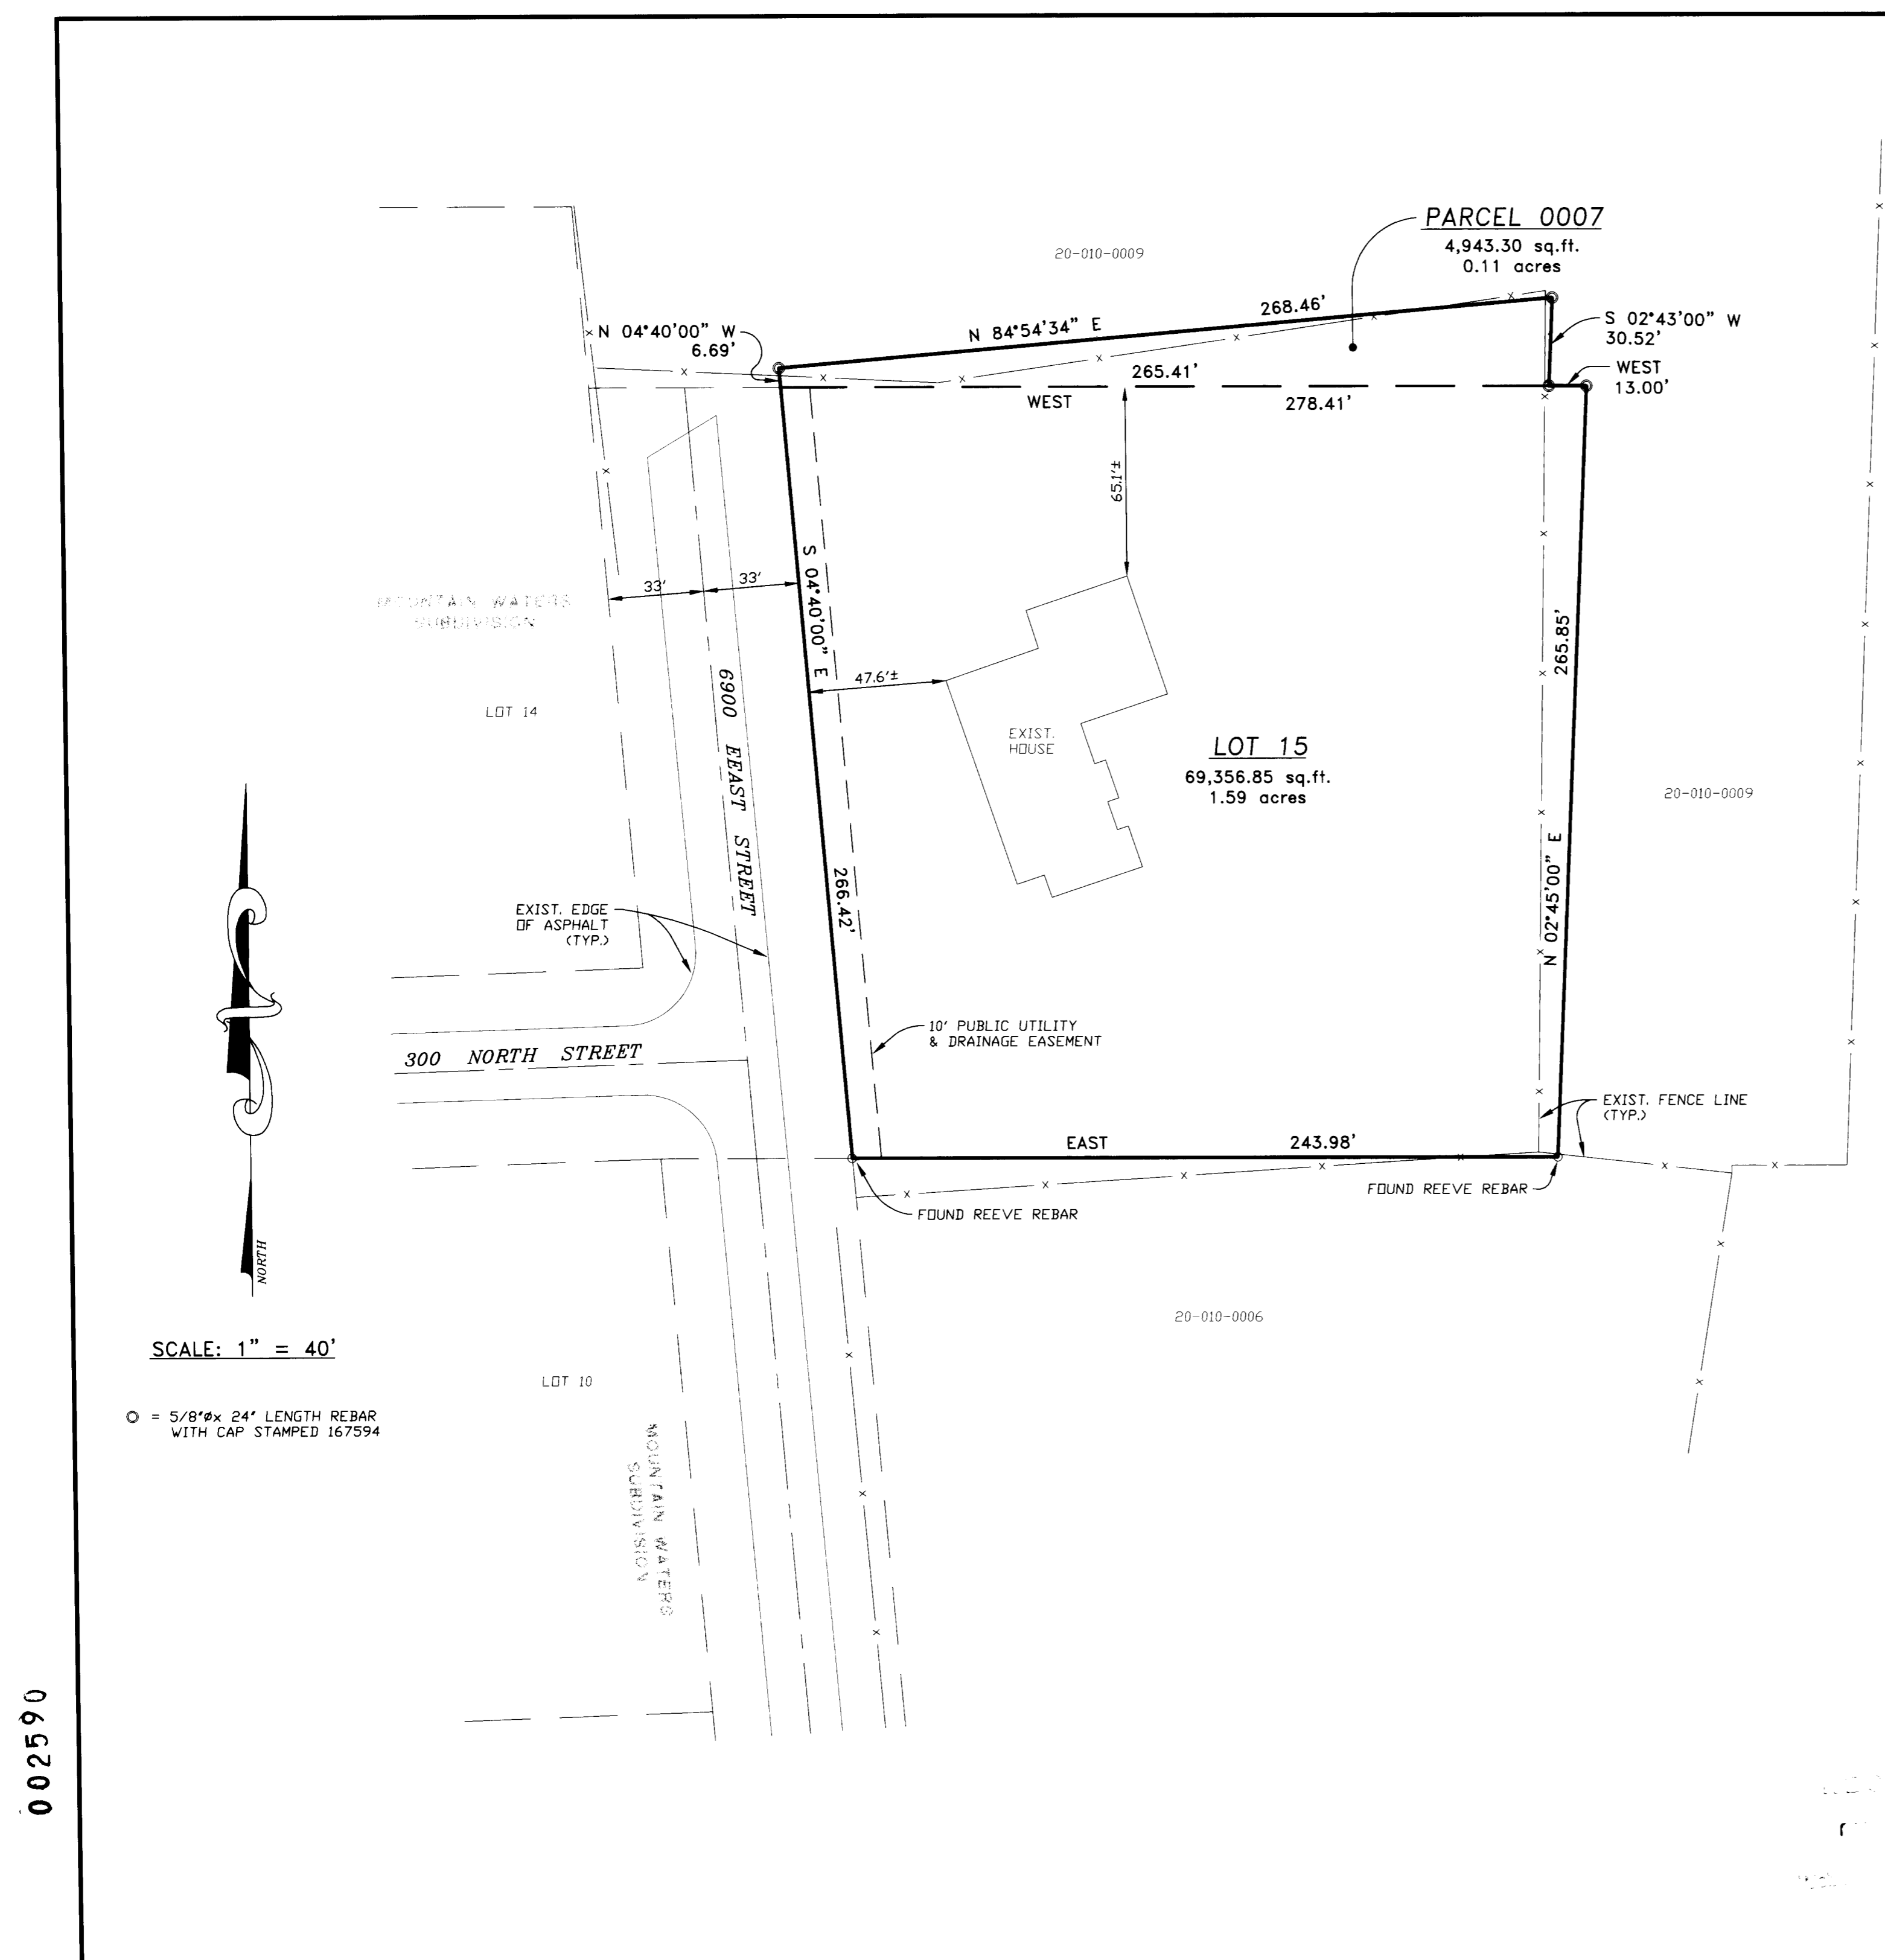 PARCEL 0007
4,943.30 sq.ft.
0.11 acres
20-010-0009
N 04°40'00" W
6.69'
N 84°54'34" E
268.46'
S 02°43'00" W
30.52'
WEST
13.00'
265.41'
WEST
278.41'
65.1'±
33'
33'
S 04°40'00" E
266.42'
MOUNTAIN WATERS
SUBDIVISION
47.6'±
LOT 14
6900 EEAST STREET
EXIST.
HOUSE
LOT 15
69,356.85 sq.ft.
1.59 acres
265.85'
N 02°45'00" E
20-010-0009
EXIST. EDGE
OF ASPHALT
(TYP.)
10' PUBLIC UTILITY
& DRAINAGE EASEMENT
300 NORTH STREET
EXIST. FENCE LINE
(TYP.)
EAST
243.98'
FOUND REEVE REBAR
FOUND REEVE REBAR
NORTH
20-010-0006
SCALE: 1" = 40'
LOT 10
= 5/8"øx 24" LENGTH REBAR
WITH CAP STAMPED 167594
MOUNTAIN WATERS
SUBDIVISION
002590